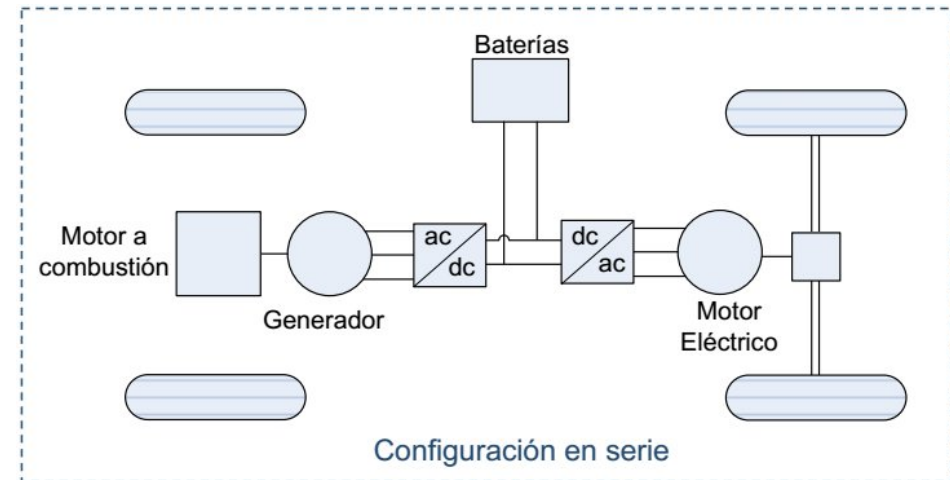 Baterías
Motor a
combustión
Generador
ac
dc
dc
ac
Motor
Eléctrico
Configuración en serie